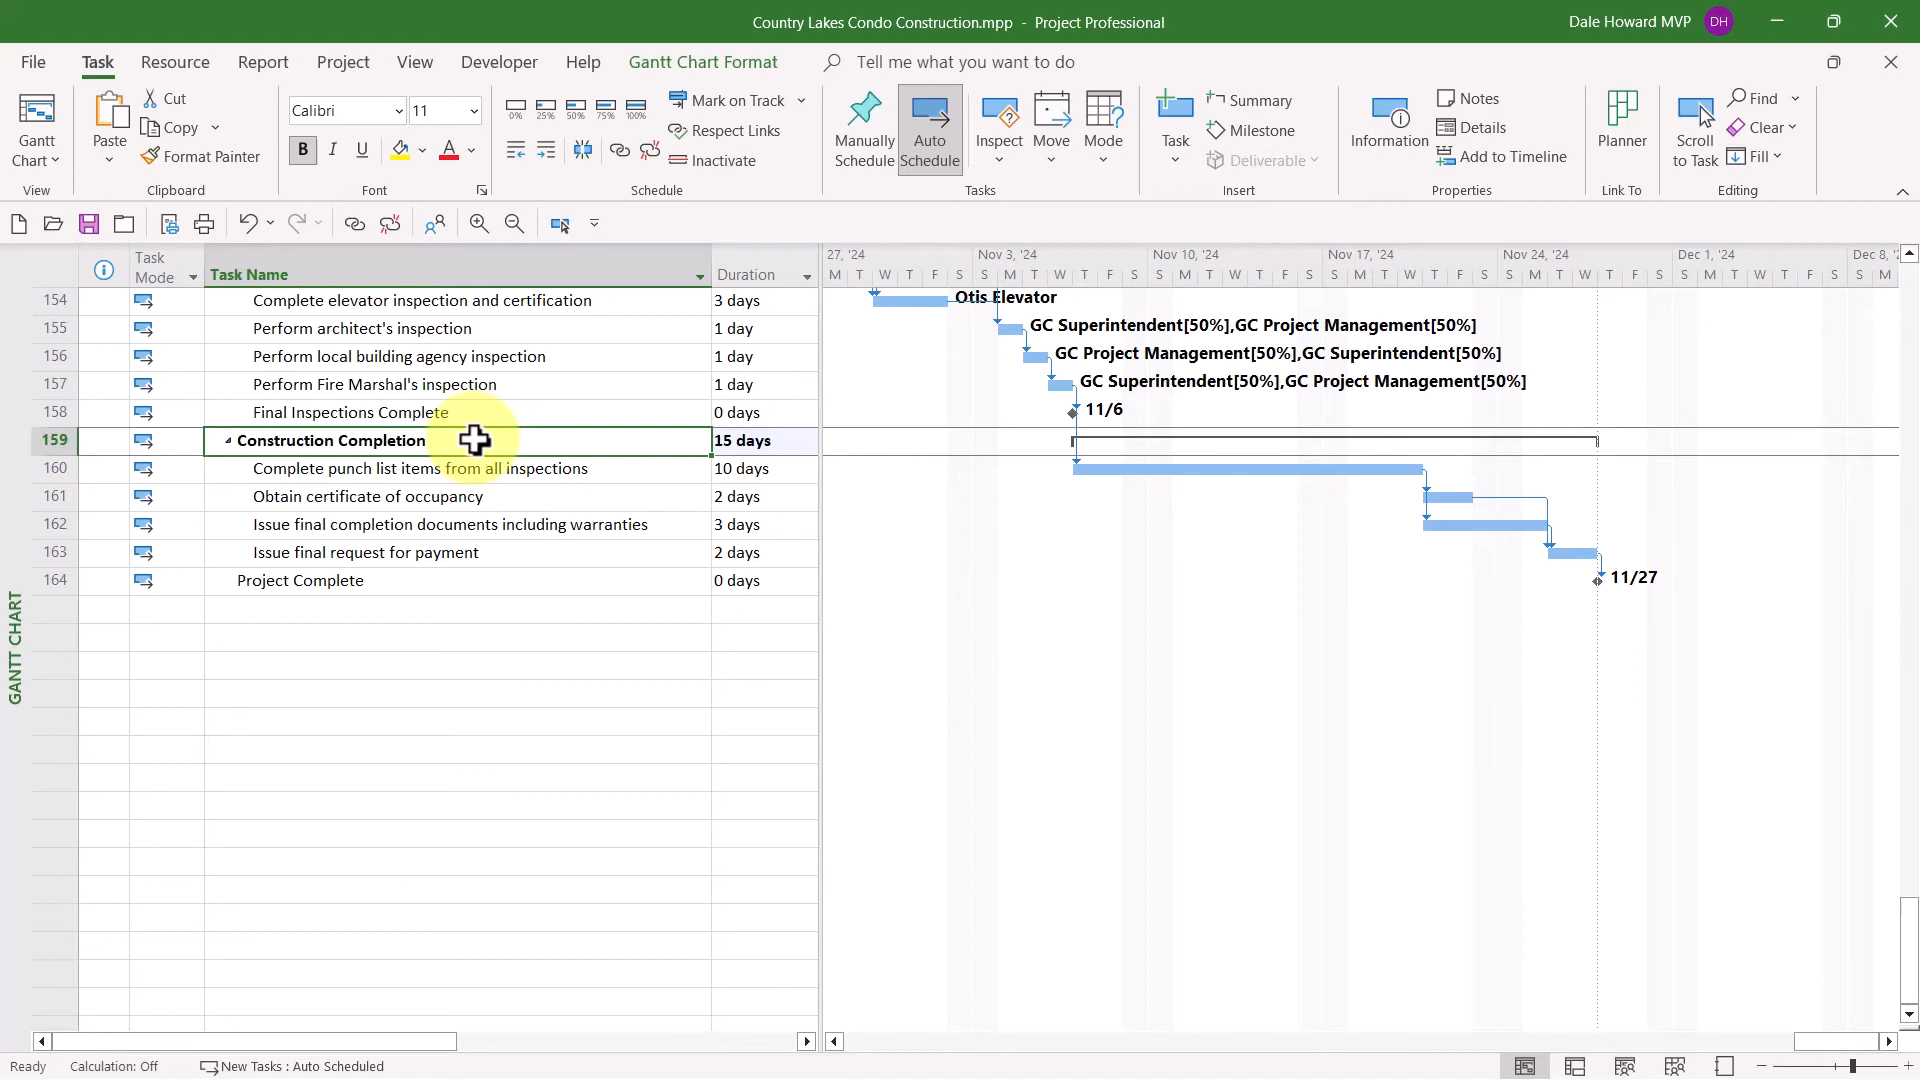 Country Lakes Condo Construction.mpp - Project Professional
Dale Howard MVP DH
File Task Resource Report Project View Developer Help Gantt Chart Format Tell me what you want to do
Gantt Chart
View
Paste
Cut
Copy
Format Painter
Clipboard
Calibri 11
B I U A
Font
0% 25% 50% 75% 100%
Mark on Track
Respect Links
Inactivate
Schedule
Manually Schedule
Auto Schedule
Inspect
Move
Mode
Tasks
Task
Summary
Milestone
Deliverable
Insert
Information
Notes
Details
Add to Timeline
Properties
Planner
Link To
Scroll to Task
Find
Clear
Fill
Editing
Task Mode Task Name Duration
27, '24 Nov 3, '24 Nov 10, '24 Nov 17, '24 Nov 24, '24 Dec 1, '24 Dec 8, '2
M T W T F S S M T W T F S S M T W T F S S M T W T F S S M T W T F S S M T W T F S S M
154 Complete elevator inspection and certification 3 days
155 Perform architect's inspection 1 day
156 Perform local building agency inspection 1 day
157 Perform Fire Marshal's inspection 1 day
158 Final Inspections Complete 0 days
159 Construction Completion 15 days
160 Complete punch list items from all inspections 10 days
161 Obtain certificate of occupancy 2 days
162 Issue final completion documents including warranties 3 days
163 Issue final request for payment 2 days
164 Project Complete 0 days
Otis Elevator
GC Superintendent[50%],GC Project Management[50%]
GC Project Management[50%],GC Superintendent[50%]
GC Superintendent[50%],GC Project Management[50%]
11/6
11/27
GANTT CHART
Ready Calculation: Off New Tasks : Auto Scheduled